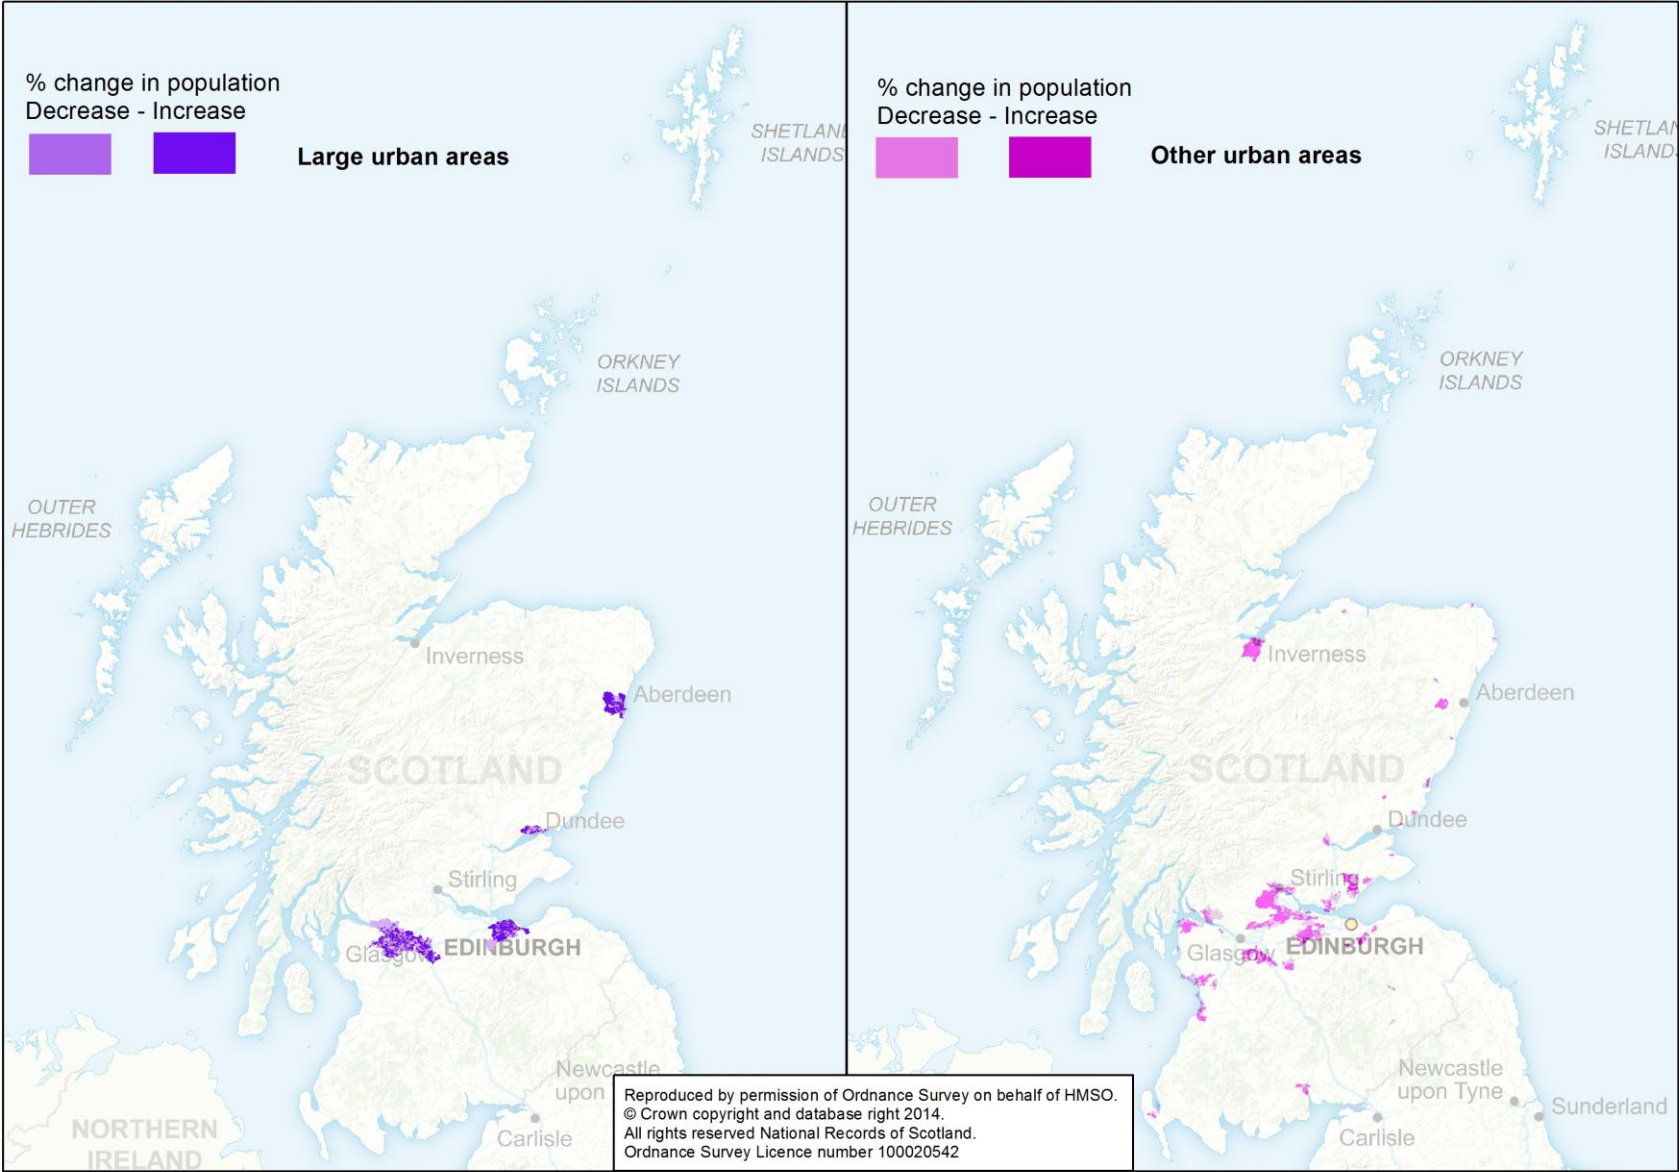 % change in population
Decrease - Increase
Large urban areas
SHETLAND
ISLANDS
ORKNEY
ISLANDS
OUTER
HEBRIDES
Inverness
Aberdeen
SCOTLAND
Dundee
Stirling
Glasgow
EDINBURGH
Newcastle
upon
NORTHERN
IRELAND
Carlisle
% change in population
Decrease - Increase
Other urban areas
SHETLAN
ISLAND
ORKNEY
ISLANDS
OUTER
HEBRIDES
Inverness
Aberdeen
SCOTLAND
Dundee
Stirling
Glasgow
EDINBURGH
Newcastle
upon Tyne
Sunderland
Carlisle
Reproduced by permission of Ordnance Survey on behalf of HMSO.
© Crown copyright and database right 2014.
All rights reserved National Records of Scotland.
Ordnance Survey Licence number 100020542